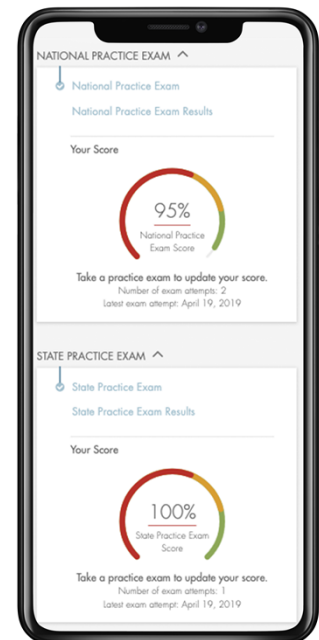 NATIONAL PRACTICE EXAM
National Practice Exam
National Practice Exam Results
Your Score
95%
National Practice
Exam Score
Take a practice exam to update your score.
Number of exam attempts: 2
Latest exam attempt: April 19, 2019
STATE PRACTICE EXAM
State Practice Exam
State Practice Exam Results
Your Score
100%
State Practice Exam
Score
Take a practice exam to update your score.
Number of exam attempts: 1
Latest exam attempt: April 19, 2019